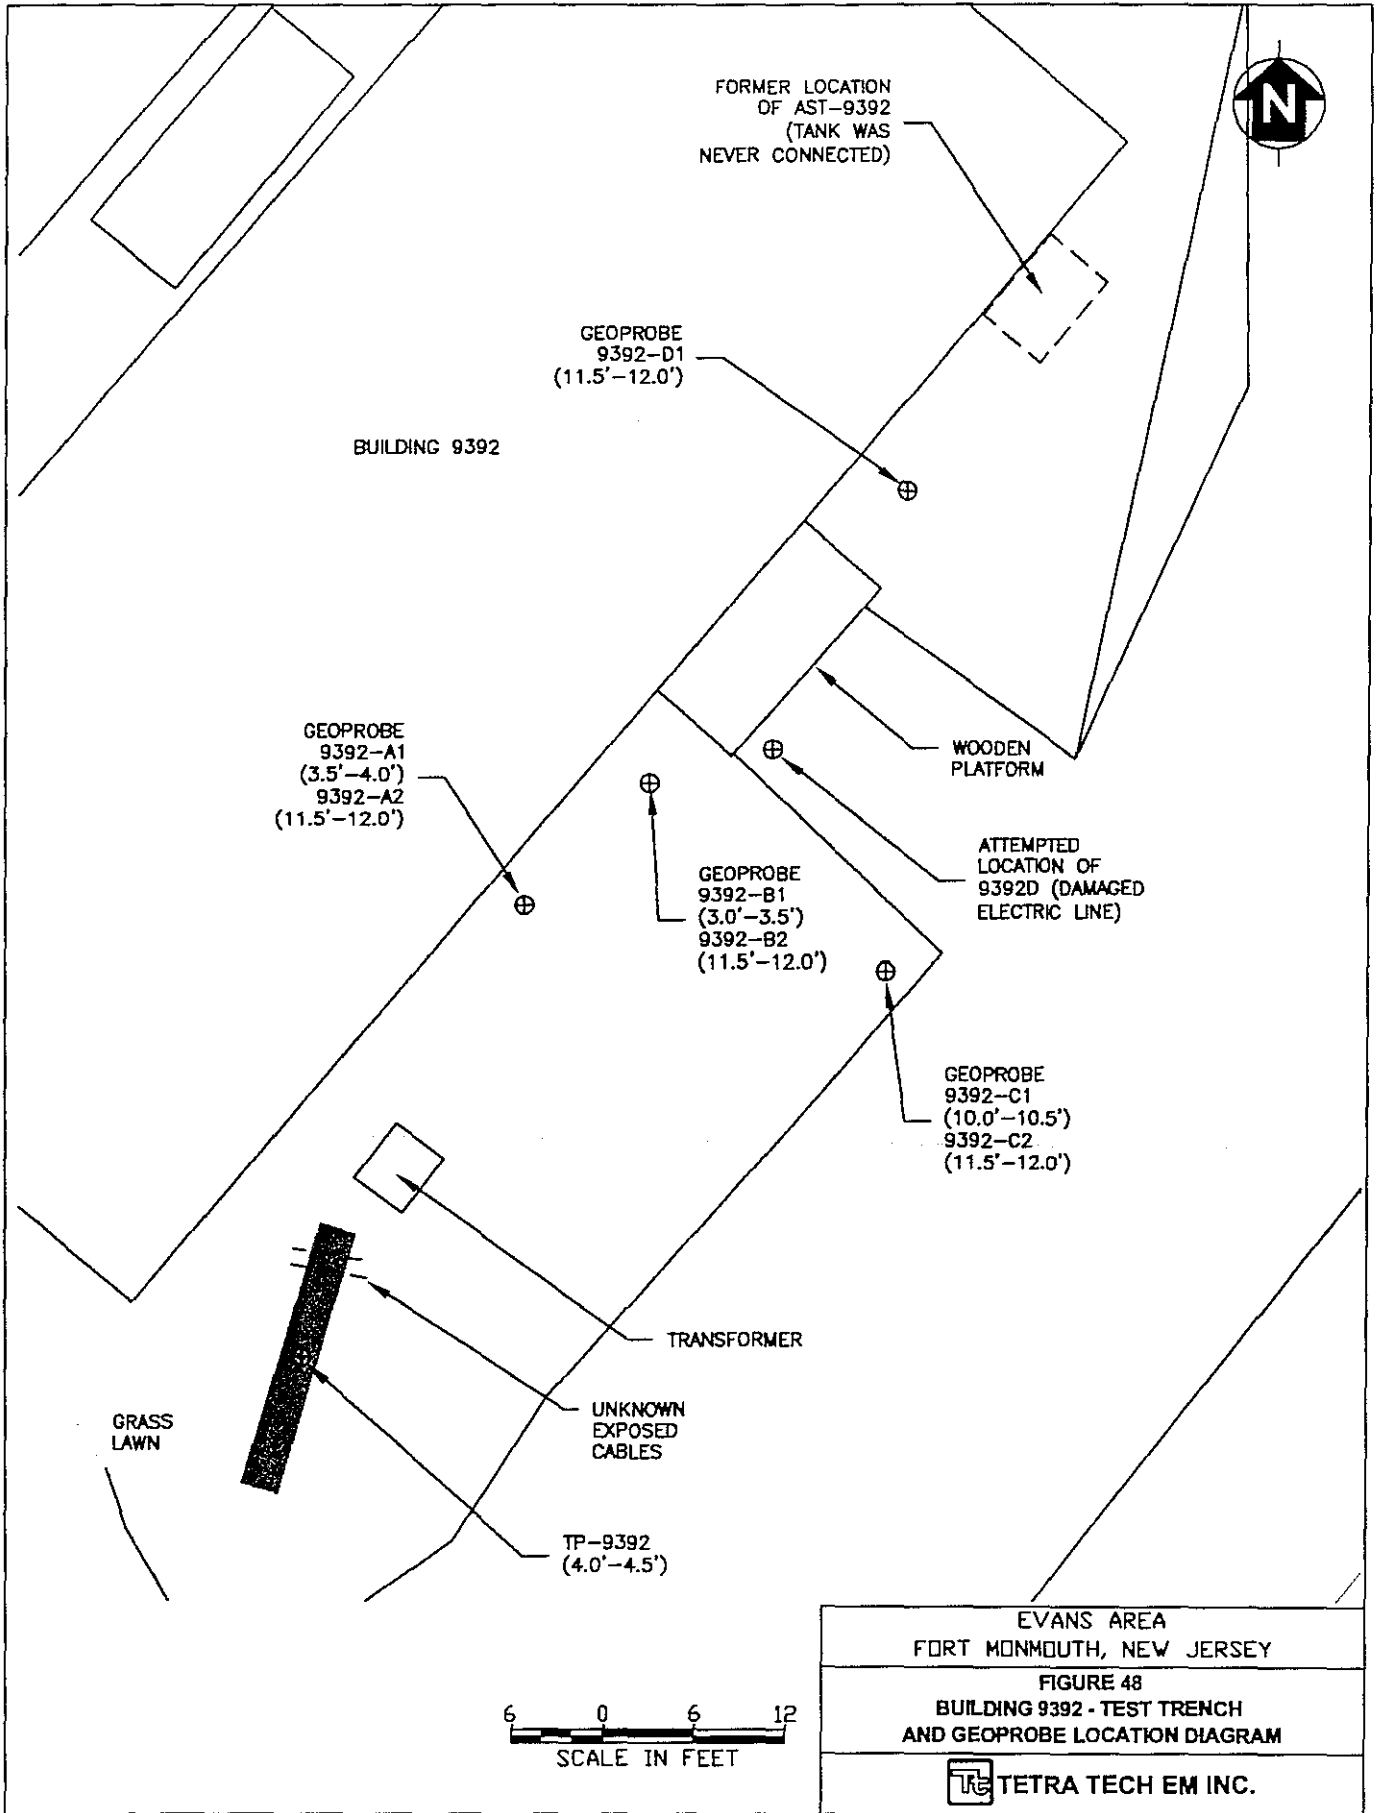 FORMER LOCATION
OF AST-9392
(TANK WAS
NEVER CONNECTED)
N
GEOPROBE
9392-D1
(11.5'-12.0')
BUILDING 9392
GEOPROBE
9392-A1
(3.5'-4.0')
9392-A2
(11.5'-12.0')
WOODEN
PLATFORM
ATTEMPTED
LOCATION OF
9392D (DAMAGED
ELECTRIC LINE)
GEOPROBE
9392-B1
(3.0'-3.5')
9392-B2
(11.5'-12.0')
GEOPROBE
9392-C1
(10.0'-10.5')
9392-C2
(11.5'-12.0')
TRANSFORMER
UNKNOWN
EXPOSED
CABLES
GRASS
LAWN
TP-9392
(4.0'-4.5')
6 0 6 12
SCALE IN FEET
EVANS AREA
FORT MONMOUTH, NEW JERSEY
FIGURE 48
BUILDING 9392 - TEST TRENCH
AND GEOPROBE LOCATION DIAGRAM
Tt TETRA TECH EM INC.